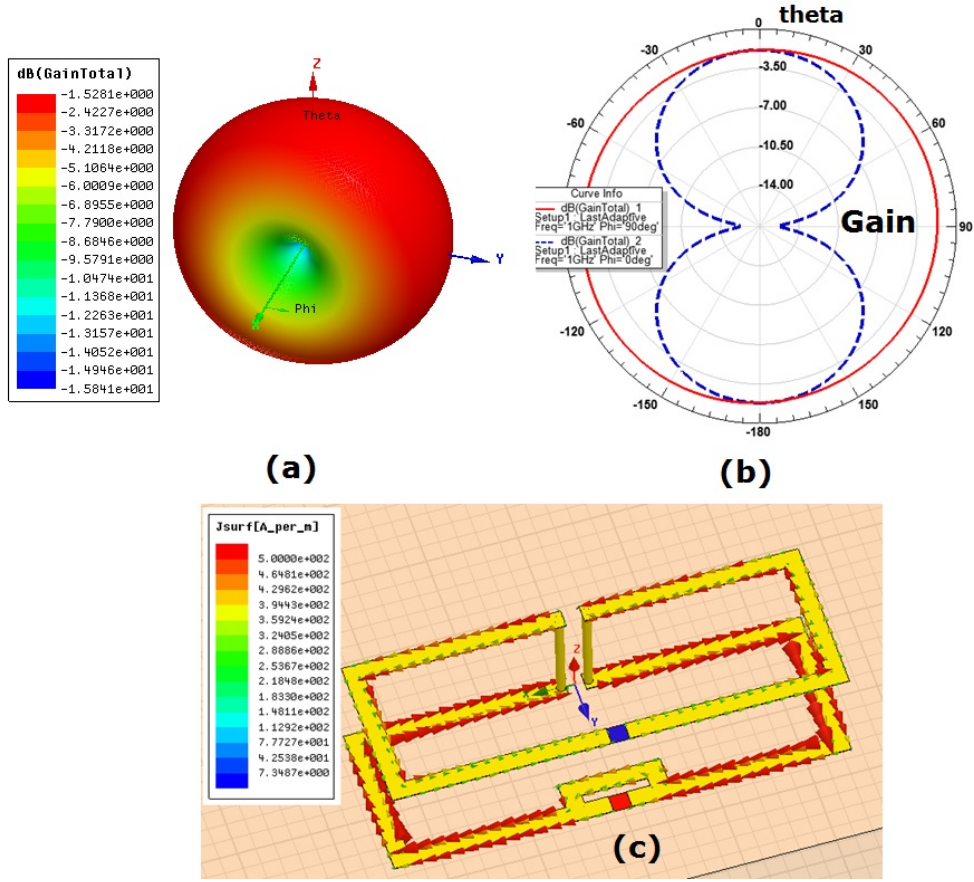 dB(GainTotal)
-1.5281e+000
-2.4227e+000
-3.3172e+000
-4.2118e+000
-5.1064e+000
-6.0009e+000
-6.8955e+000
-7.7900e+000
-8.6846e+000
-9.5791e+000
-1.0474e+001
-1.1368e+001
-1.2263e+001
-1.3157e+001
-1.4052e+001
-1.4946e+001
-1.5841e+001
Z
Theta
Y
Phi
X
(a)
theta
0
-30
30
-3.50
-60
60
-7.00
-10.50
-14.00
Curve Info
dB(GainTotal)_1
Setup1 : LastAdaptive
Freq='1GHz' Phi='90deg'
dB(GainTotal)_2
Setup1 : LastAdaptive
Freq='1GHz' Phi='0deg'
Gain
90
-120
120
-150
150
-180
(b)
Jsurf[A_per_m]
5.0000e+002
4.6481e+002
4.2962e+002
3.9443e+002
3.5924e+002
3.2405e+002
2.8886e+002
2.5367e+002
2.1848e+002
1.8330e+002
1.4811e+002
1.1292e+002
7.7727e+001
4.2538e+001
7.3487e+000
Z
Y
(c)